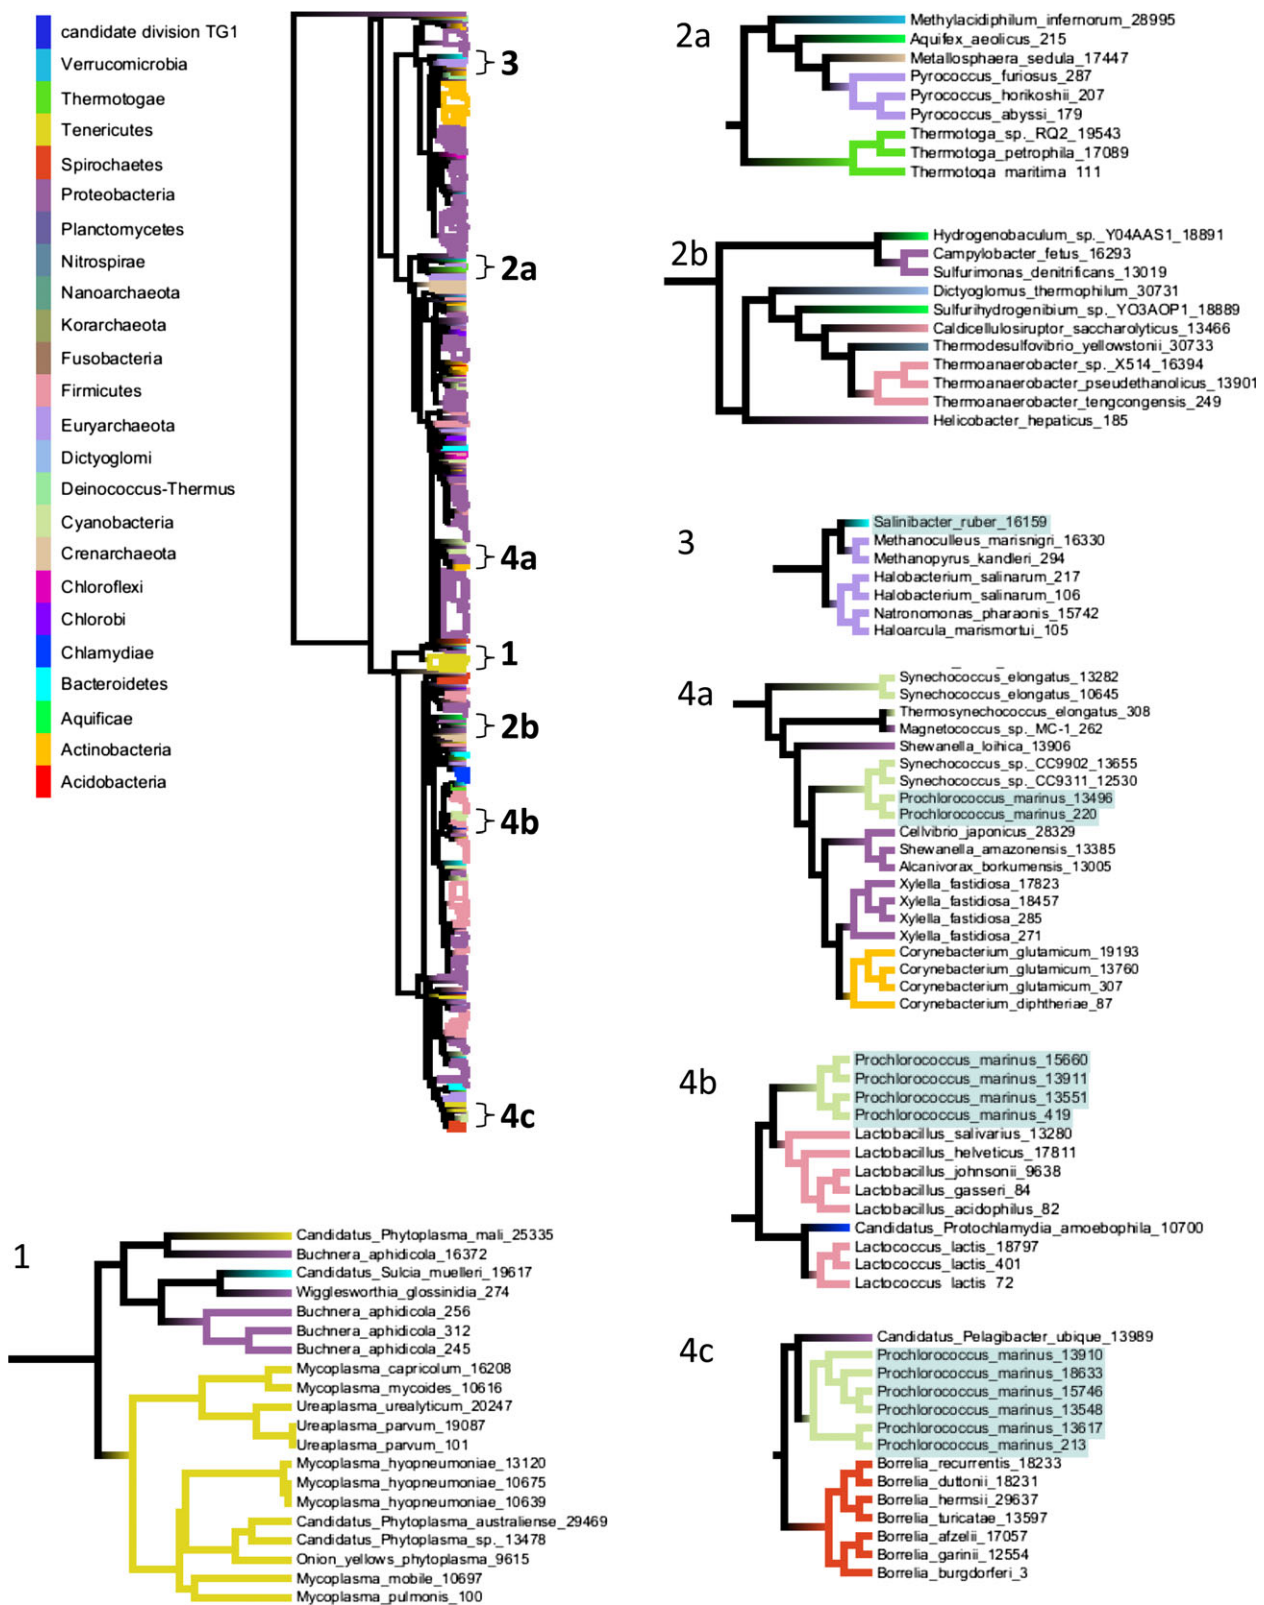 candidate division TG1
Verrucomicrobia
Thermotogae
Tenericutes
Spirochaetes
Proteobacteria
Planctomycetes
Nitrospirae
Nanoarchaeota
Korarchaeota
Fusobacteria
Firmicutes
Euryarchaeota
Dictyoglomi
Deinococcus-Thermus
Cyanobacteria
Crenarchaeota
Chloroflexi
Chlorobi
Chlamydiae
Bacteroidetes
Aquificae
Actinobacteria
Acidobacteria
3
2a
4a
1
2b
4b
4c
2a
Methylacidiphilum_infernorum_28995
Aquifex_aeolicus_215
Metallosphaera_sedula_17447
Pyrococcus_furiosus_287
Pyrococcus_horikoshii_207
Pyrococcus_abyssi_179
Thermotoga_sp._RQ2_19543
Thermotoga_petrophila_17089
Thermotoga_maritima_111
2b
Hydrogenobaculum_sp._Y04AAS1_18891
Campylobacter_fetus_16293
Sulfurimonas_denitrificans_13019
Dictyoglomus_thermophilum_30731
Sulfurihydrogenibium_sp._YO3AOP1_18889
Caldicellulosiruptor_saccharolyticus_13466
Thermodesulfovibrio_yellowstonii_30733
Thermoanaerobacter_sp._X514_16394
Thermoanaerobacter_pseudethanolicus_13901
Thermoanaerobacter_tengcongensis_249
Helicobacter_hepaticus_185
3
Salinibacter_ruber_16159
Methanoculleus_marisnigri_16330
Methanopyrus_kandleri_294
Halobacterium_salinarum_217
Halobacterium_salinarum_106
Natronomonas_pharaonis_15742
Haloarcula_marismortui_105
4a
Synechococcus_elongatus_13282
Synechococcus_elongatus_10645
Thermosynechococcus_elongatus_308
Magnetococcus_sp._MC-1_262
Shewanella_loihica_13906
Synechococcus_sp._CC9902_13655
Synechococcus_sp._CC9311_12530
Prochlorococcus_marinus_13496
Prochlorococcus_marinus_220
Cellvibrio_japonicus_28329
Shewanella_amazonensis_13385
Alcanivorax_borkumensis_13005
Xylella_fastidiosa_17823
Xylella_fastidiosa_18457
Xylella_fastidiosa_285
Xylella_fastidiosa_271
Corynebacterium_glutamicum_19193
Corynebacterium_glutamicum_13760
Corynebacterium_glutamicum_307
Corynebacterium_diphtheriae_87
4b
Prochlorococcus_marinus_15660
Prochlorococcus_marinus_13911
Prochlorococcus_marinus_13551
Prochlorococcus_marinus_419
Lactobacillus_salivarius_13280
Lactobacillus_helveticus_17811
Lactobacillus_johnsonii_9638
Lactobacillus_gasseri_84
Lactobacillus_acidophilus_82
Candidatus_Protochlamydia_amoebophila_10700
Lactococcus_lactis_18797
Lactococcus_lactis_401
Lactococcus_lactis_72
4c
Candidatus_Pelagibacter_ubique_13989
Prochlorococcus_marinus_13910
Prochlorococcus_marinus_18633
Prochlorococcus_marinus_15746
Prochlorococcus_marinus_13548
Prochlorococcus_marinus_13617
Prochlorococcus_marinus_213
Borrelia_recurrentis_18233
Borrelia_duttonii_18231
Borrelia_hermsii_29637
Borrelia_turicatae_13597
Borrelia_afzelii_17057
Borrelia_garinii_12554
Borrelia_burgdorferi_3
1
Candidatus_Phytoplasma_mali_25335
Buchnera_aphidicola_16372
Candidatus_Sulcia_muelleri_19617
Wigglesworthia_glossinidia_274
Buchnera_aphidicola_256
Buchnera_aphidicola_312
Buchnera_aphidicola_245
Mycoplasma_capricolum_16208
Mycoplasma_mycoides_10616
Ureaplasma_urealyticum_20247
Ureaplasma_parvum_19087
Ureaplasma_parvum_101
Mycoplasma_hyopneumoniae_13120
Mycoplasma_hyopneumoniae_10675
Mycoplasma_hyopneumoniae_10639
Candidatus_Phytoplasma_australiense_29469
Candidatus_Phytoplasma_sp._13478
Onion_yellows_phytoplasma_9615
Mycoplasma_mobile_10697
Mycoplasma_pulmonis_100